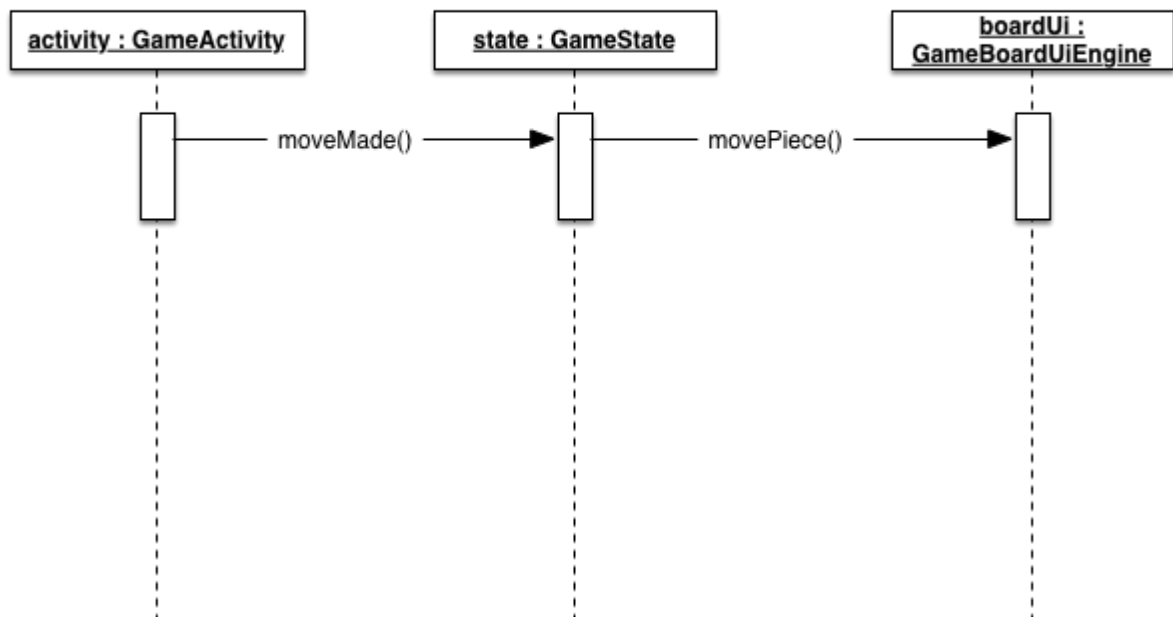 activity : GameActivity
state : GameState
boardUi :
GameBoardUiEngine
moveMade()
movePiece()